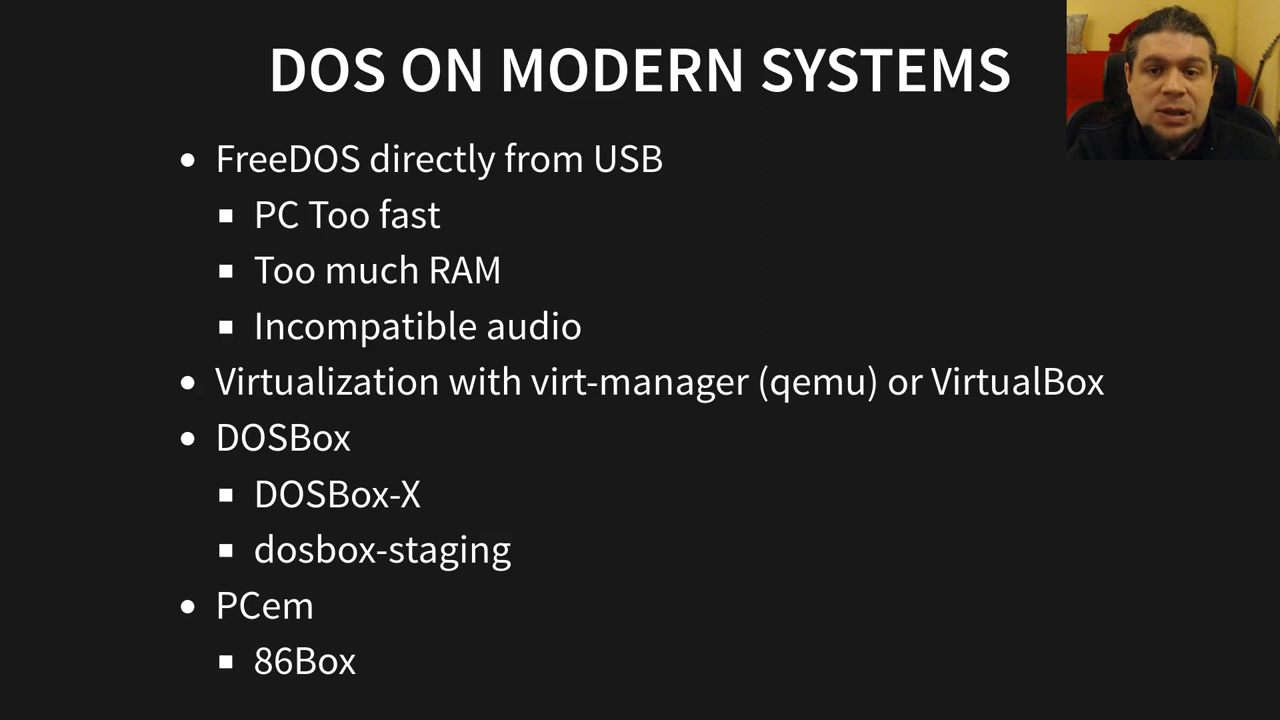 DOS ON MODERN SYSTEMS
FreeDOS directly from USB
PC Too fast
Too much RAM
Incompatible audio
Virtualization with virt-manager (qemu) or VirtualBox
DOSBox
DOSBox-X
dosbox-staging
PCem
86Box